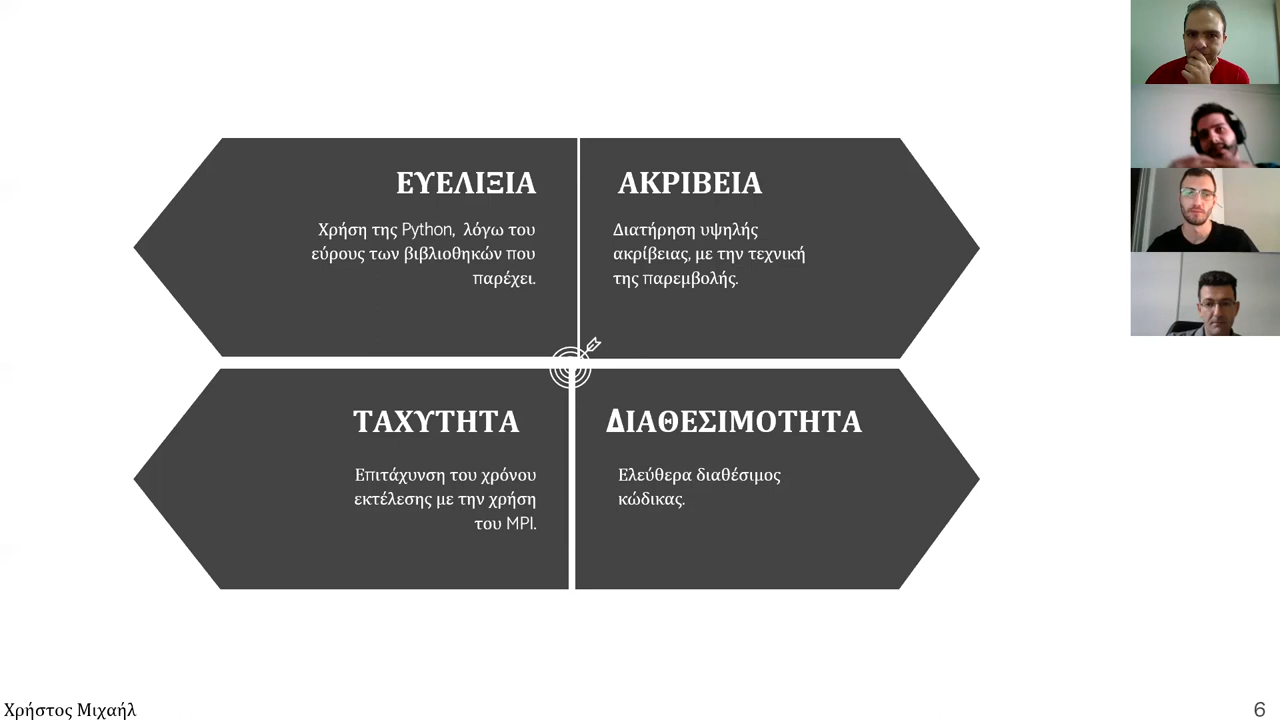 ΕΥΕΛΙΞΙΑ
Χρήση της Python, λόγω του
εύρους των βιβλιοθηκών που
παρέχει.
ΑΚΡΙΒΕΙΑ
Διατήρηση υψηλής
ακρίβειας, με την τεχνική
της παρεμβολής.
ΤΑΧΥΤΗΤΑ
Επιτάχυνση του χρόνου
εκτέλεσης με την χρήση
του MPI.
ΔΙΑΘΕΣΙΜΟΤΗΤΑ
Ελεύθερα διαθέσιμος
κώδικας.
Χρήστος Μιχαήλ
6